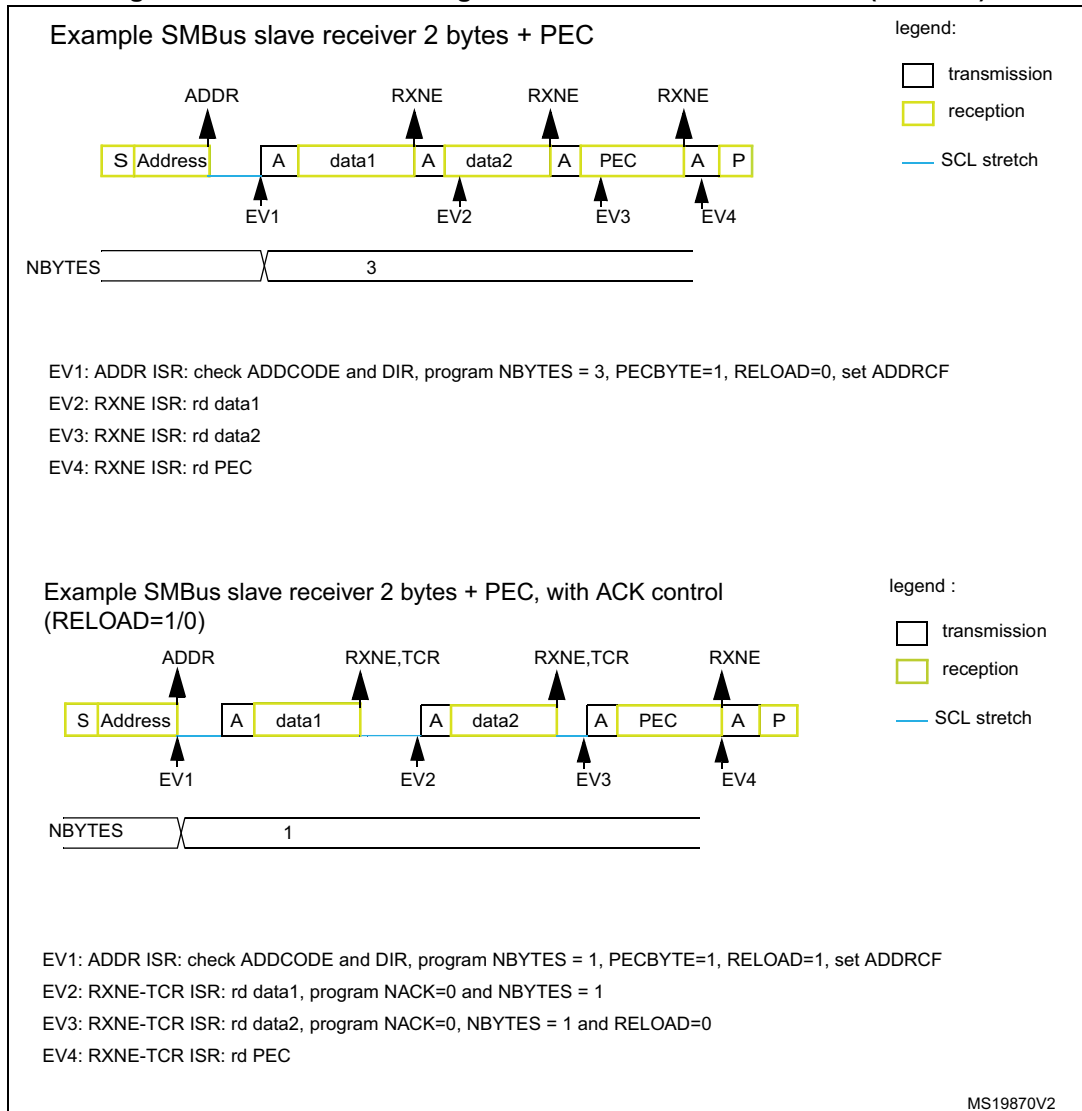 Example SMBus slave receiver 2 bytes + PEC
legend:
transmission
reception
SCL stretch
ADDR RXNE RXNE RXNE
S Address A data1 A data2 A PEC A P
EV1 EV2 EV3 EV4
NBYTES 3
EV1: ADDR ISR: check ADDCODE and DIR, program NBYTES = 3, PECBYTE=1, RELOAD=0, set ADDRCF
EV2: RXNE ISR: rd data1
EV3: RXNE ISR: rd data2
EV4: RXNE ISR: rd PEC
Example SMBus slave receiver 2 bytes + PEC, with ACK control
(RELOAD=1/0)
legend :
transmission
reception
SCL stretch
ADDR RXNE,TCR RXNE,TCR RXNE
S Address A data1 A data2 A PEC A P
EV1 EV2 EV3 EV4
NBYTES 1
EV1: ADDR ISR: check ADDCODE and DIR, program NBYTES = 1, PECBYTE=1, RELOAD=1, set ADDRCF
EV2: RXNE-TCR ISR: rd data1, program NACK=0 and NBYTES = 1
EV3: RXNE-TCR ISR: rd data2, program NACK=0, NBYTES = 1 and RELOAD=0
EV4: RXNE-TCR ISR: rd PEC
MS19870V2